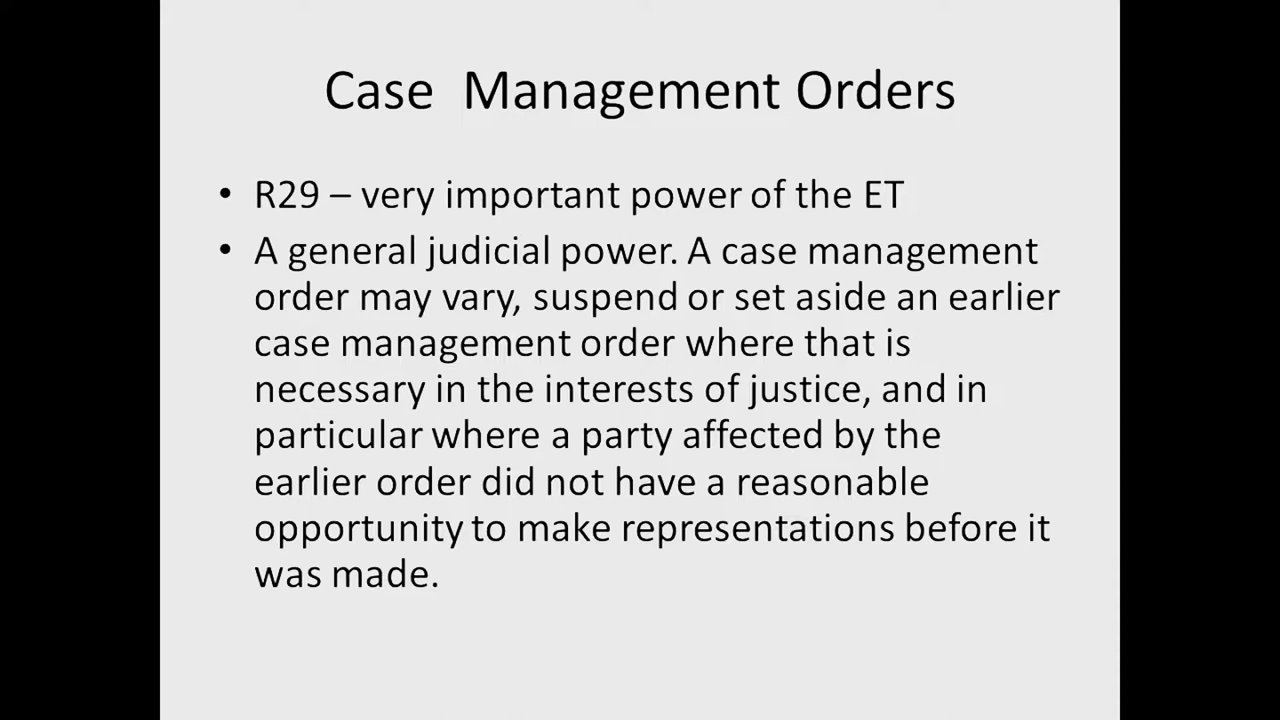 Case  Management Orders
• R29 – very important power of the ET
• A general judicial power. A case management
order may vary, suspend or set aside an earlier
case management order where that is
necessary in the interests of justice, and in
particular where a party affected by the
earlier order did not have a reasonable
opportunity to make representations before it
was made.